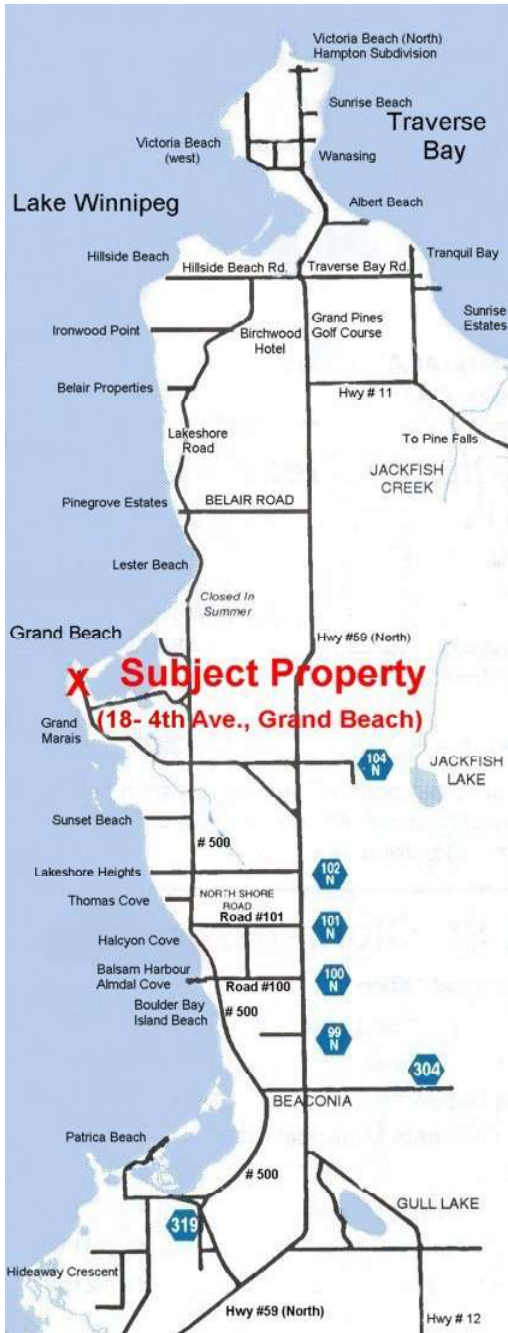 Victoria Beach (North)
Hampton Subdivision
Sunrise Beach
Traverse
Bay
Victoria Beach
(west)
Wanasing
Lake Winnipeg
Albert Beach
Hillside Beach
Tranquil Bay
Hillside Beach Rd.
Traverse Bay Rd.
Sunrise
Estates
Ironwood Point
Birchwood
Hotel
Grand Pines
Golf Course
Belair Properties
Hwy # 11
Lakeshore
Road
To Pine Falls
JACKFISH
CREEK
Pinegrove Estates
BELAIR ROAD
Lester Beach
Closed In
Summer
Grand Beach
Hwy #59 (North)
X Subject Property
(18- 4th Ave., Grand Beach)
Grand
Marais
104
N
JACKFISH
LAKE
Sunset Beach
# 500
Lakeshore Heights
102
N
Thomas Cove
NORTH SHORE
ROAD
Road #101
101
N
Halcyon Cove
Balsam Harbour
Almdal Cove
Road #100
100
N
Boulder Bay
Island Beach
# 500
99
N
304
BEACONIA
Patrica Beach
# 500
GULL LAKE
319
Hideaway Crescent
Hwy #59 (North)
Hwy # 12